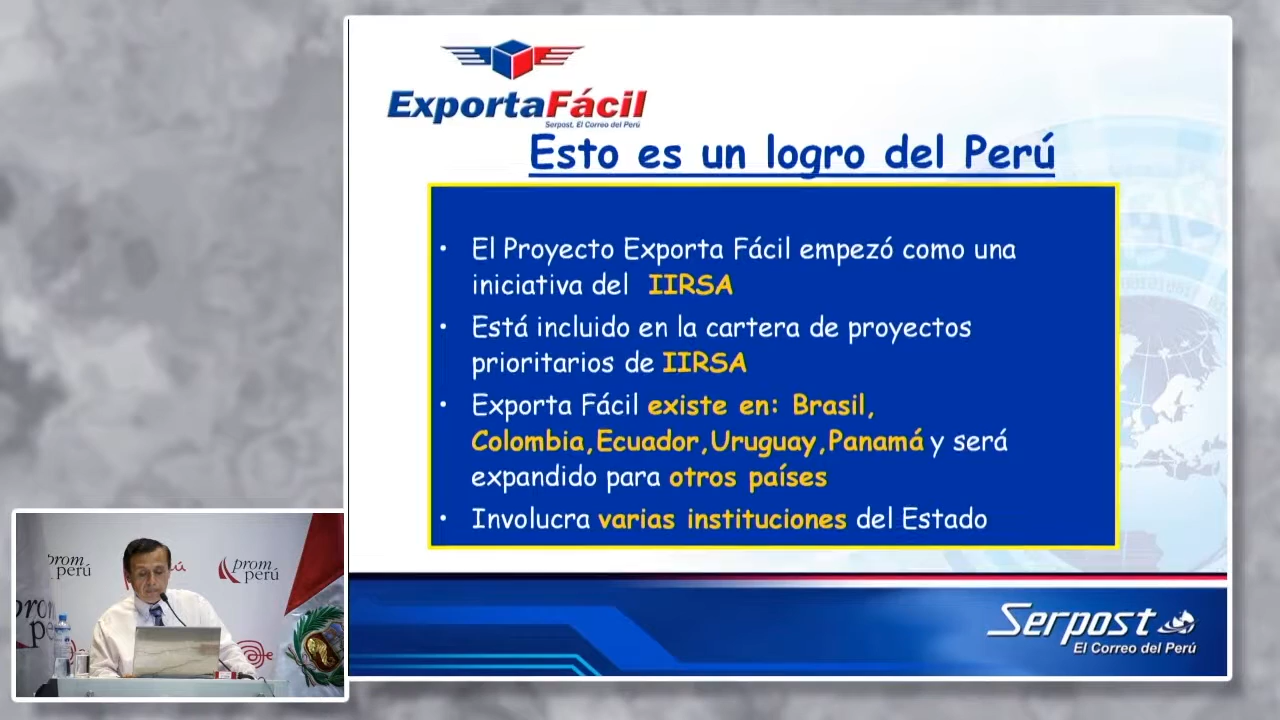 ExportaFácil
Serpost, El Correo del Perú
Esto es un logro del Perú
• El Proyecto Exporta Fácil empezó como una
iniciativa del IIRSA
• Está incluido en la cartera de proyectos
prioritarios de IIRSA
• Exporta Fácil existe en: Brasil,
Colombia,Ecuador,Uruguay,Panamá y será
expandido para otros países
• Involucra varias instituciones del Estado
Serpost
El Correo del Perú
prom
perú
prom
perú